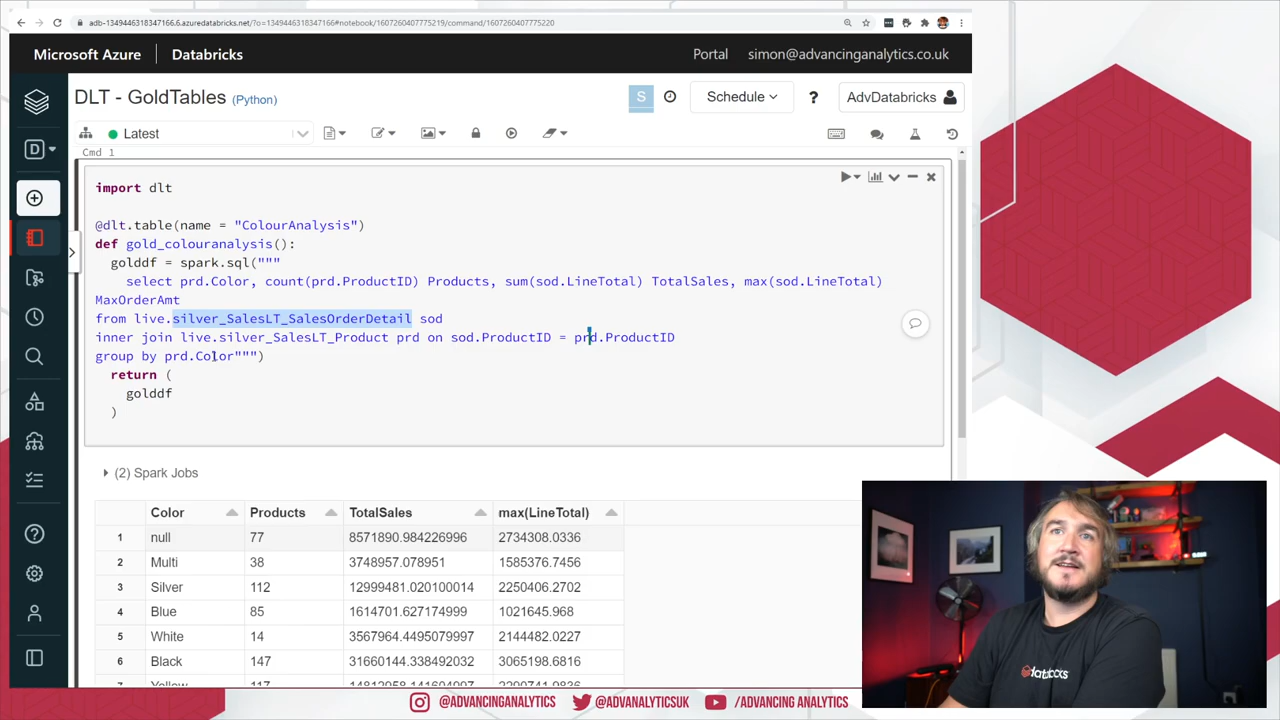 adb-1349446318347166.6.azuredatabricks.net/?o=1349446318347166#notebook/1607260407775219/command/1607260407775220
Microsoft Azure Databricks Portal simon@advancinganalytics.co.uk
DLT - GoldTables (Python) S Schedule ? AdvDatabricks
D Latest
Cmd 1
import dlt
@dlt.table(name = "ColourAnalysis")
def gold_colouranalysis():
golddf = spark.sql("""
select prd.Color, count(prd.ProductID) Products, sum(sod.LineTotal) TotalSales, max(sod.LineTotal)
MaxOrderAmt
from live.silver_SalesLT_SalesOrderDetail sod
inner join live.silver_SalesLT_Product prd on sod.ProductID = prd.ProductID
group by prd.Color""")
return (
golddf
)
(2) Spark Jobs
Color Products TotalSales max(LineTotal)
1 null 77 8571890.984226996 2734308.0336
2 Multi 38 3748957.078951 1585376.7456
3 Silver 112 12999481.020100014 2250406.2702
4 Blue 85 1614701.627174999 1021645.968
5 White 14 3567964.4495079997 2144482.0227
6 Black 147 31660144.338492032 3065198.6816
databricks
@ADVANCINGANALYTICS @ADVANALYTICSUK /ADVANCING ANALYTICS